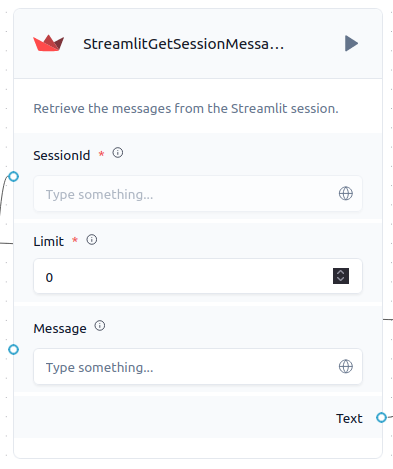 StreamlitGetSessionMessa...
Retrieve the messages from the Streamlit session.
SessionId *
Type something...
Limit *
0
Message
Type something...
Text